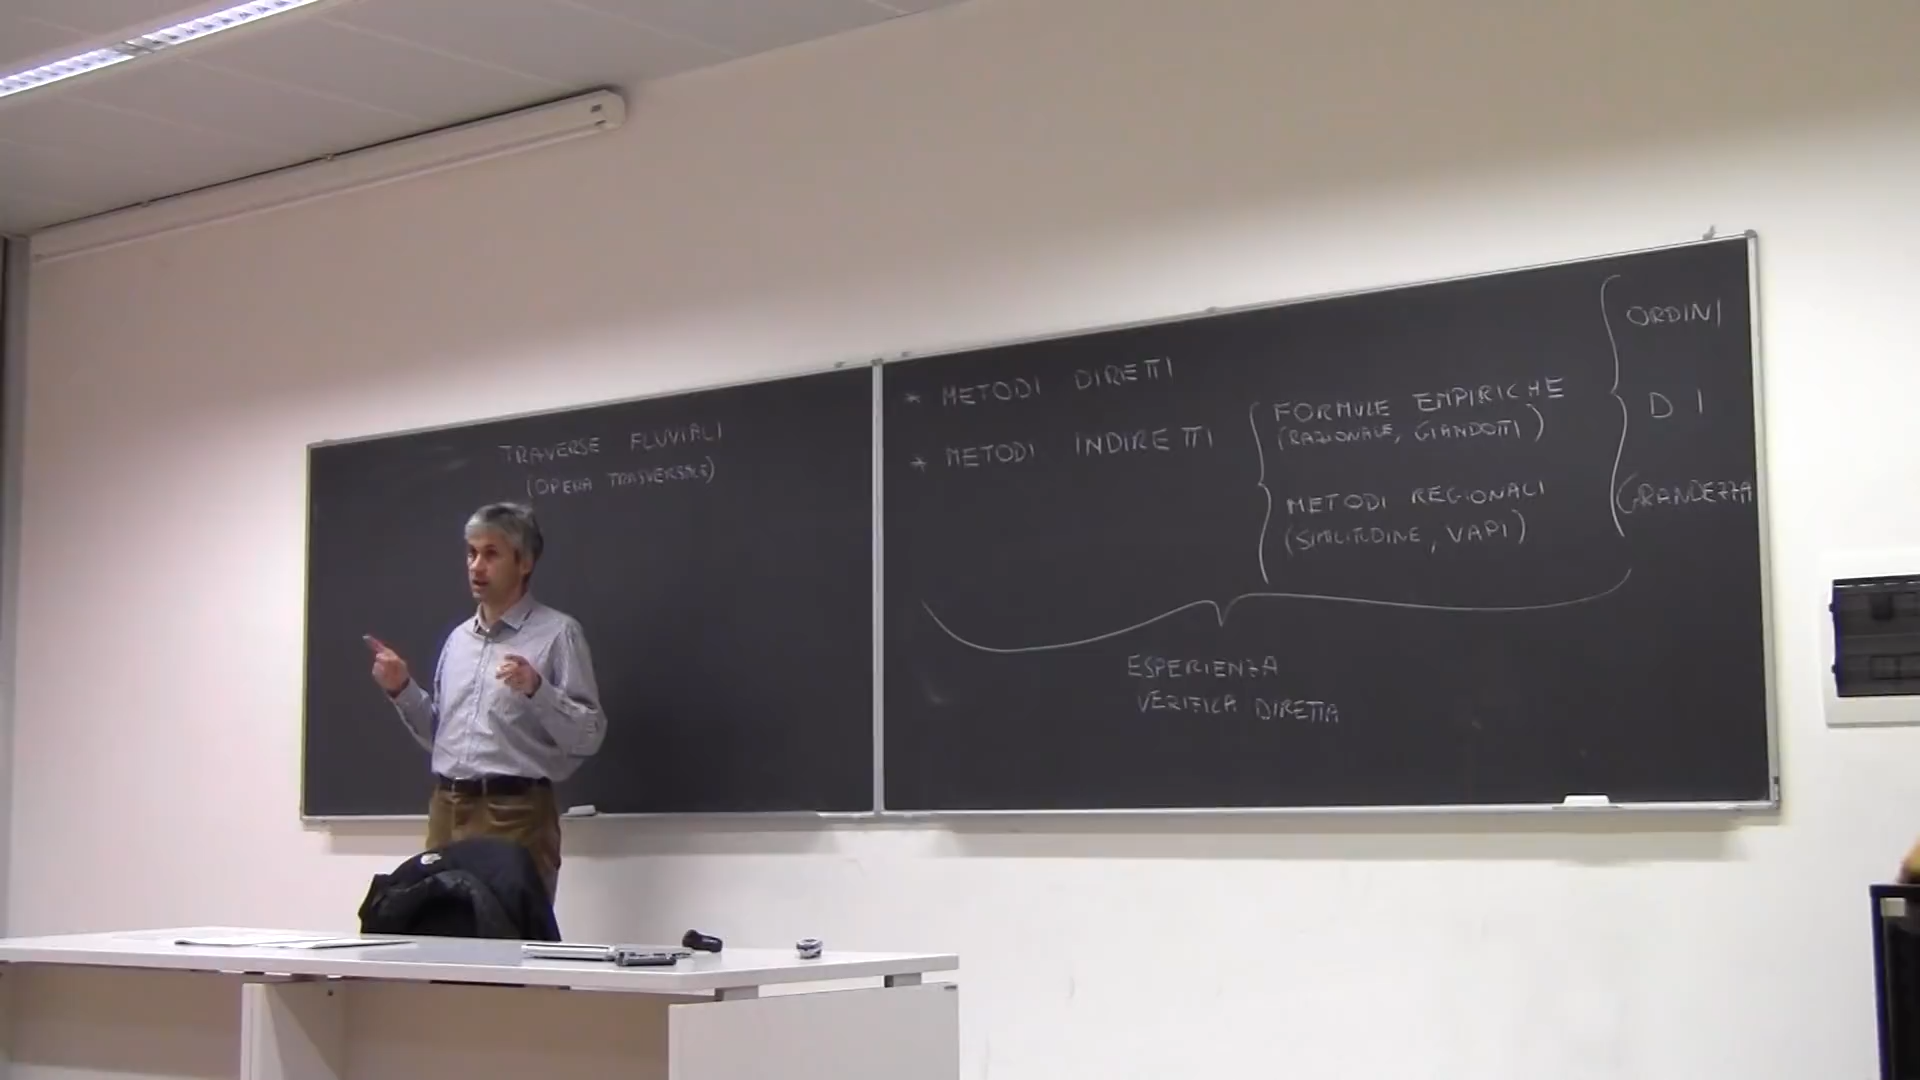 TRAVERSE FLUVIALI
(OPERA TRASVERSALE)
* METODI DIRETTI
* METODI INDIRETTI
FORMULE EMPIRICHE
(RAZIONALE, GIANDOTTI)
METODI REGIONALI
(SIMILITUDINE, VAPI)
ORDINI
DI
GRANDEZZA
ESPERIENZA
VERIFICA DIRETTA